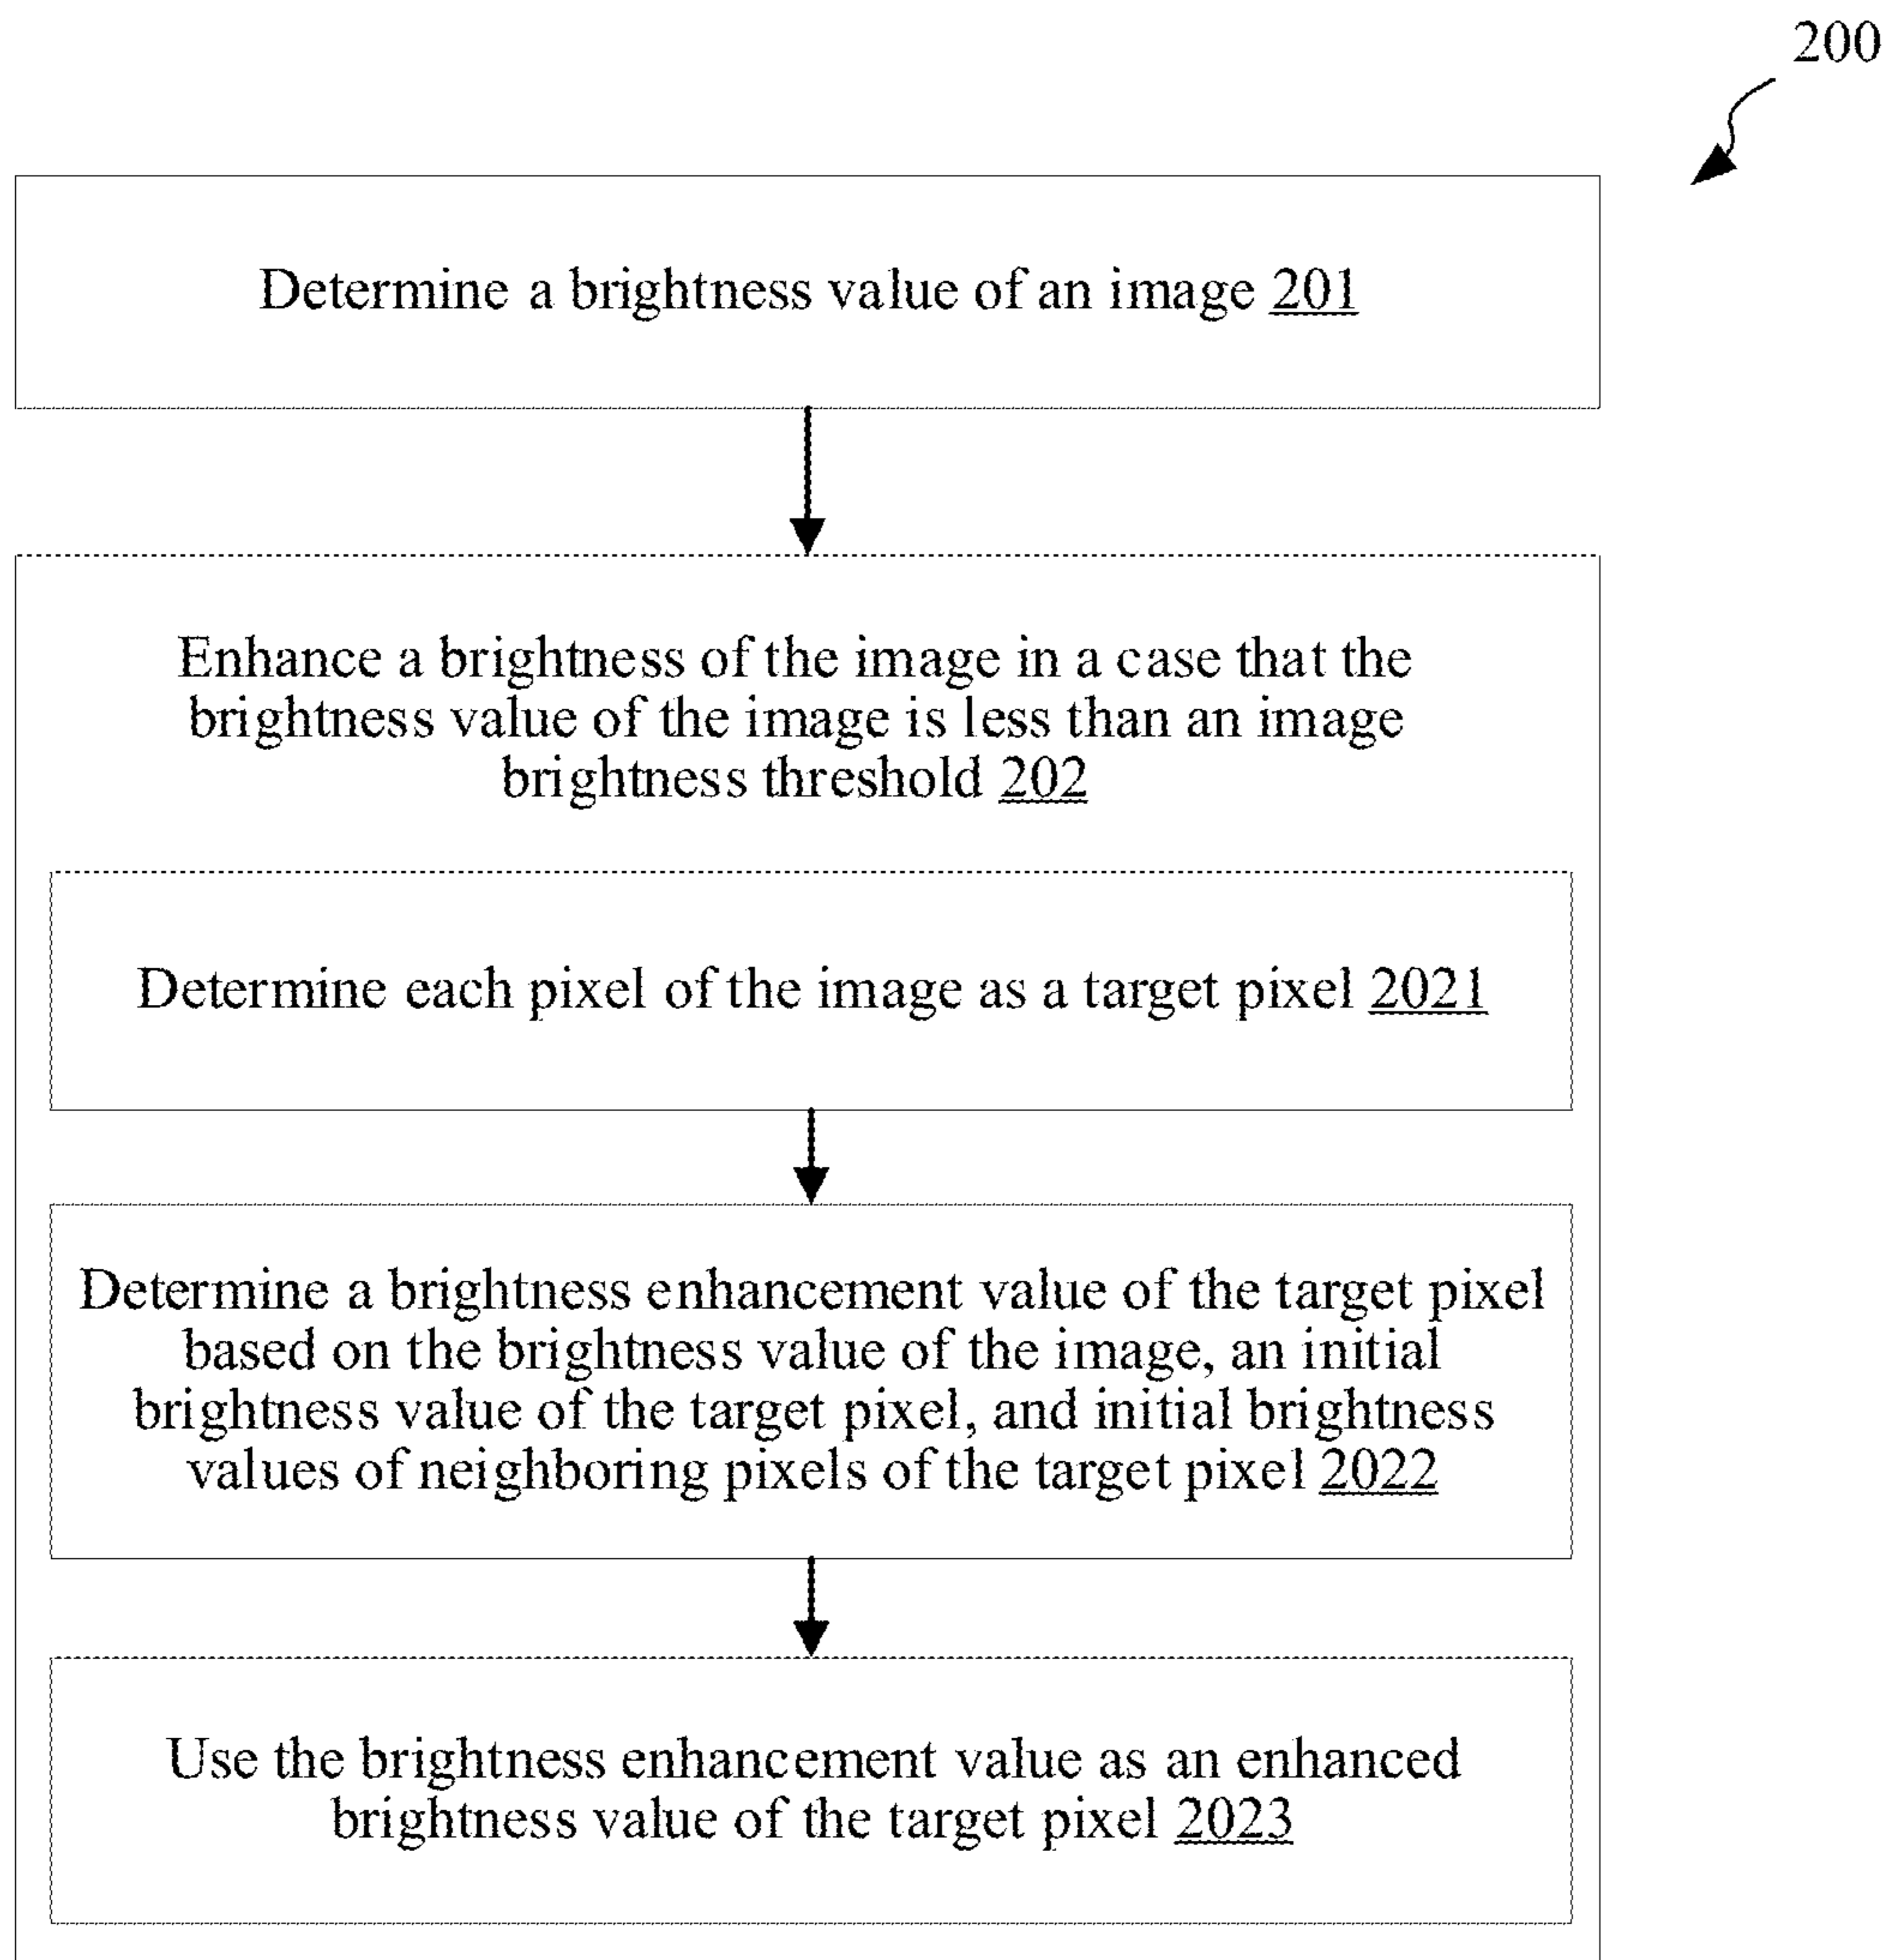 200
Determine a brightness value of an image 201
Enhance a brightness of the image in a case that the
brightness value of the image is less than an image
brightness threshold 202
Determine each pixel of the image as a target pixel 2021
Determine a brightness enhancement value of the target pixel
based on the brightness value of the image, an initial
brightness value of the target pixel, and initial brightness
values of neighboring pixels of the target pixel 2022
Use the brightness enhancement value as an enhanced
brightness value of the target pixel 2023